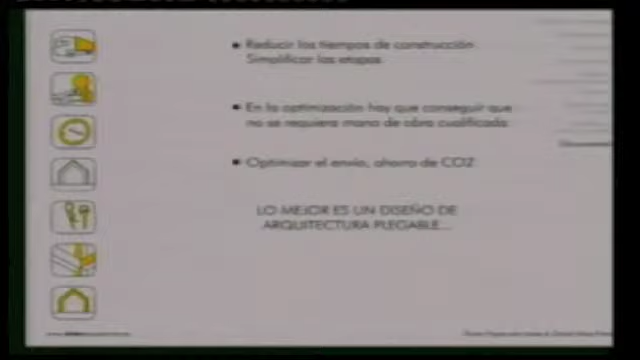 • Reducir los tiempos de construcción
Simplificar las etapas
• En la optimización hay que conseguir que
no se requiera mano de obra cualificada
• Optimizar el envío, ahorro de CO2
LO MEJOR ES UN DISEÑO DE
ARQUITECTURA PLEGABLE...